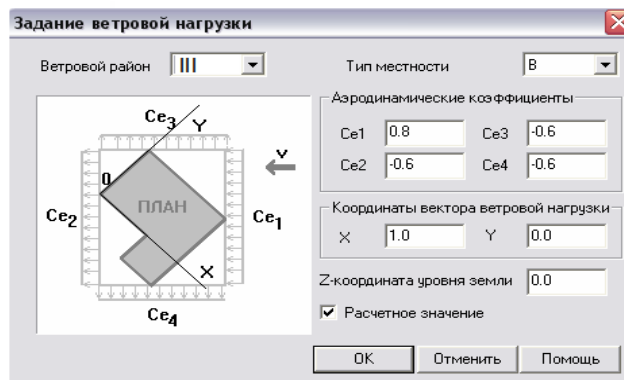 Задание ветровой нагрузки
Ветровой район III Тип местности B
Аэродинамические коэффициенты
Ce1 0.8 Ce3 -0.6
Ce2 -0.6 Ce4 -0.6
Ce3 Y
V
0
ПЛАН
Ce2 Ce1
X
Ce4
Координаты вектора ветровой нагрузки
X 1.0 Y 0.0
Z-координата уровня земли 0.0
Расчетное значение
OK Отменить Помощь